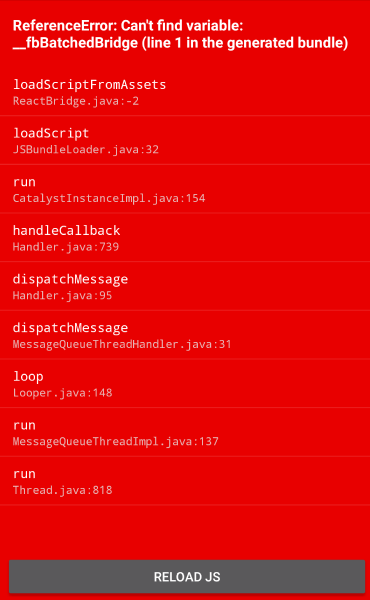 ReferenceError: Can't find variable:
__fbBatchedBridge (line 1 in the generated bundle)
loadScriptFromAssets
ReactBridge.java:-2
loadScript
JSBundleLoader.java:32
run
CatalystInstanceImpl.java:154
handleCallback
Handler.java:739
dispatchMessage
Handler.java:95
dispatchMessage
MessageQueueThreadHandler.java:31
loop
Looper.java:148
run
MessageQueueThreadImpl.java:137
run
Thread.java:818
RELOAD JS